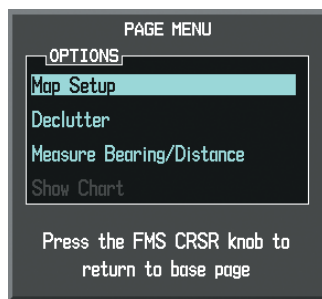 PAGE MENU
OPTIONS
Map Setup
Declutter
Measure Bearing/Distance
Show Chart
Press the FMS CRSR knob to
return to base page